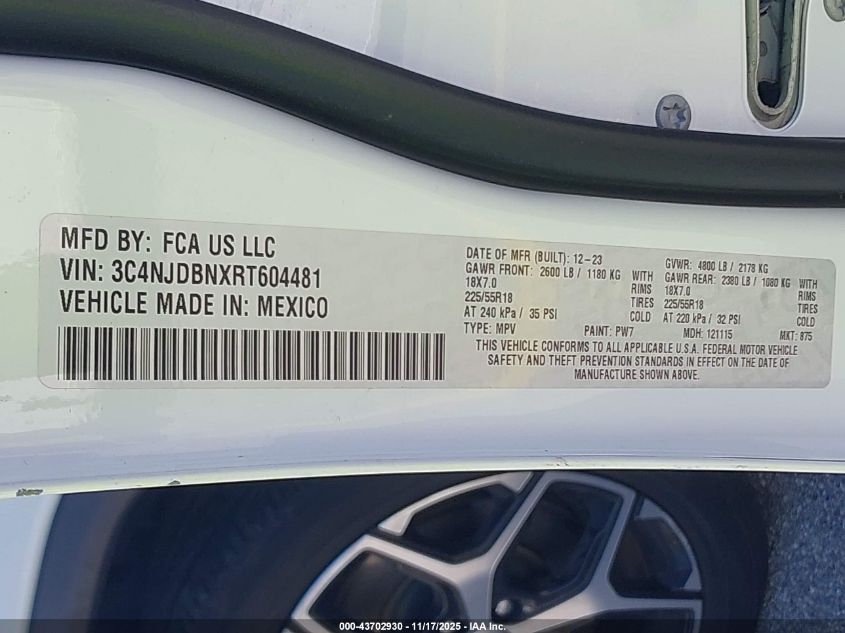 MFD BY: FCA US LLC
VIN: 3C4NJDBNXRT604481
VEHICLE MADE IN: MEXICO
DATE OF MFR (BUILT): 12-23
GAWR FRONT: 2600 LB / 1180 KG WITH
18X7.0 RIMS
225/55R18 TIRES
AT 240 kPa / 35 PSI COLD
GVWR: 4800 LB / 2178 KG
GAWR REAR: 2380 LB / 1080 KG WITH
18X7.0 RIMS
225/55R18 TIRES
AT 220 kPa / 32 PSI COLD
TYPE: MPV PAINT: PW7 MDH: 121115 MKT: 875
THIS VEHICLE CONFORMS TO ALL APPLICABLE U.S.A. FEDERAL MOTOR VEHICLE
SAFETY AND THEFT PREVENTION STANDARDS IN EFFECT ON THE DATE OF
MANUFACTURE SHOWN ABOVE.
000-43702930 - 11/17/2025 - IAA Inc.